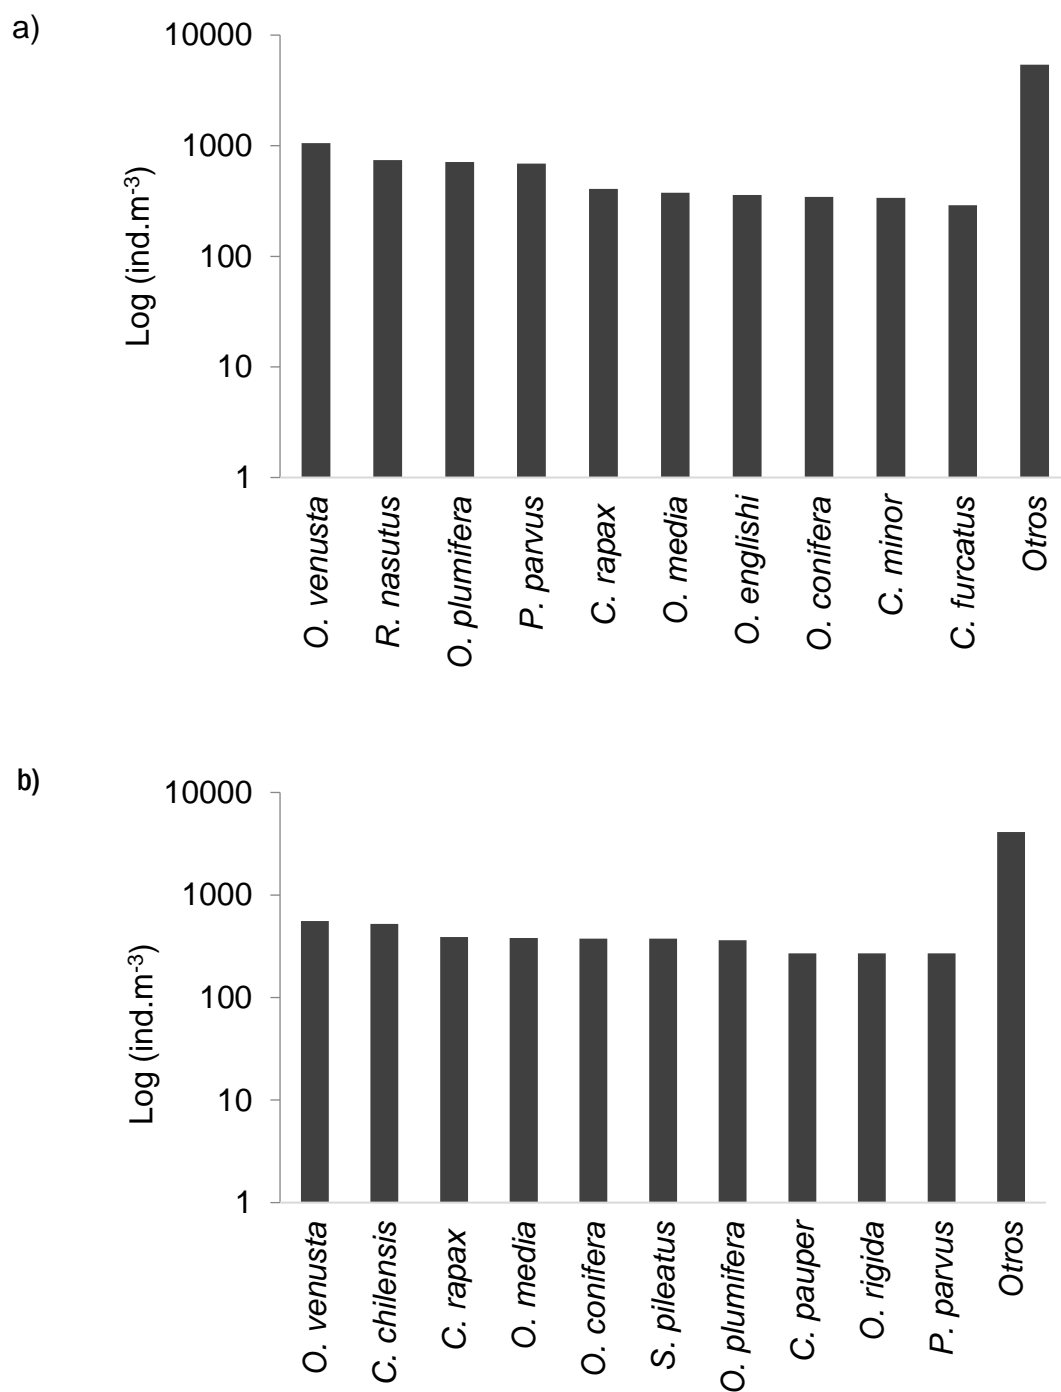 a)
10000
1000
100
10
1
Log (ind.m-3)
O. venusta
R. nasutus
O. plumifera
P. parvus
C. rapax
O. media
O. englishi
O. conifera
C. minor
C. furcatus
Otros
b)
10000
1000
100
10
1
Log (ind.m-3)
O. venusta
C. chilensis
C. rapax
O. media
O. conifera
S. pileatus
O. plumifera
C. pauper
O. rigida
P. parvus
Otros